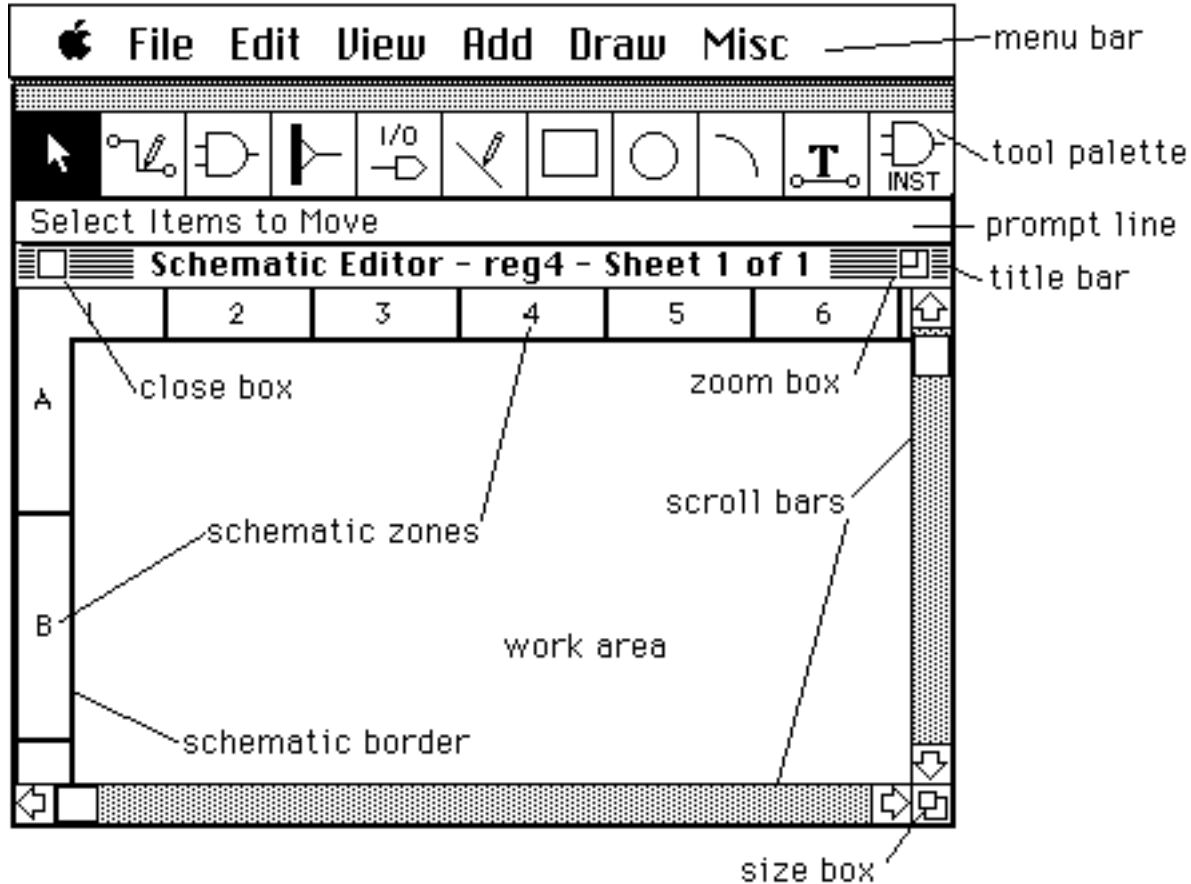 File Edit View Add Draw Misc
menu bar
I/O
T
INST
tool palette
Select Items to Move
prompt line
Schematic Editor - reg4 - Sheet 1 of 1
title bar
1 2 3 4 5 6
close box
zoom box
A
scroll bars
schematic zones
B
work area
schematic border
size box